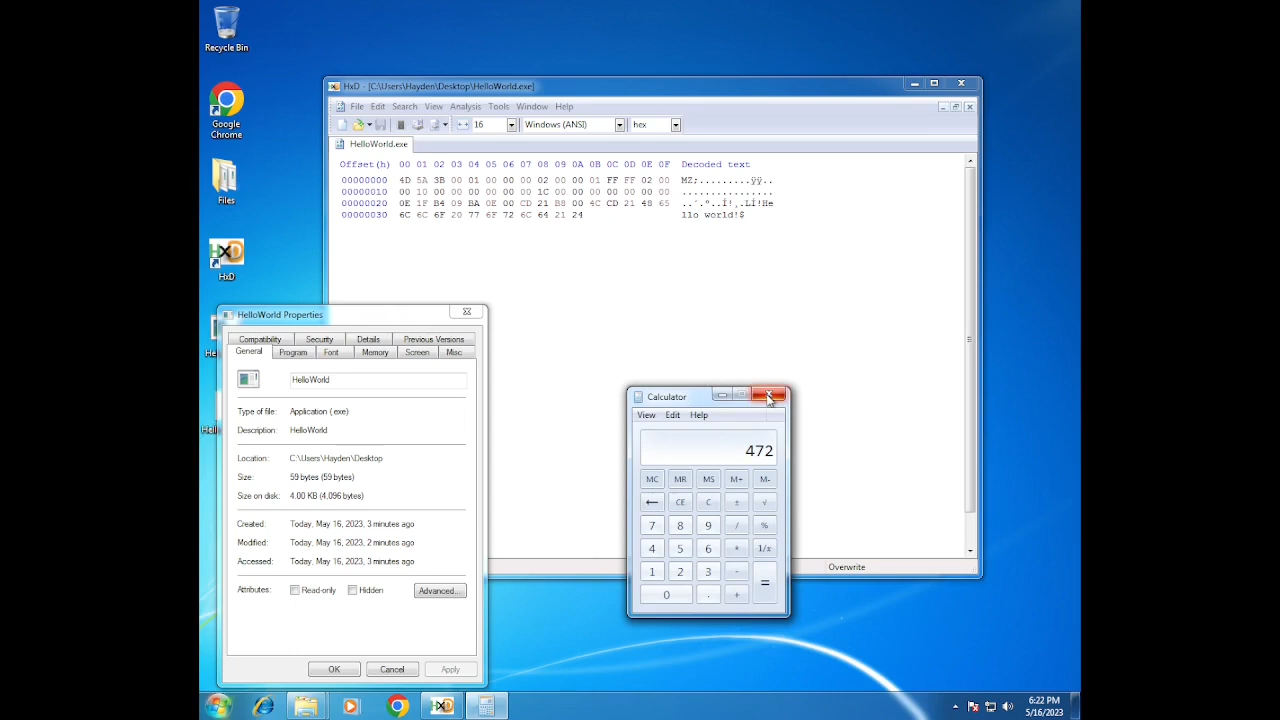 Recycle Bin
Google
Chrome
Files
HxD
HxD - [C:\Users\Hayden\Desktop\HelloWorld.exe]
File Edit Search View Analysis Tools Window Help
16 Windows (ANSI) hex
HelloWorld.exe
Offset(h) 00 01 02 03 04 05 06 07 08 09 0A 0B 0C 0D 0E 0F Decoded text
00000000 4D 5A 3B 00 01 00 00 00 02 00 00 01 FF FF 02 00 MZ;.........ÿÿ..
00000010 00 10 00 00 00 00 00 00 1C 00 00 00 00 00 00 00 ................
00000020 0E 1F B4 09 BA 0E 00 CD 21 B8 00 4C CD 21 48 65 ..´.º..Í!¸.LÍ!He
00000030 6C 6C 6F 20 77 6F 72 6C 64 21 24 llo world!$
Overwrite
HelloWorld Properties
Compatibility Security Details Previous Versions
General Program Font Memory Screen Misc
HelloWorld
Type of file: Application (.exe)
Description: HelloWorld
Location: C:\Users\Hayden\Desktop
Size: 59 bytes (59 bytes)
Size on disk: 4.00 KB (4,096 bytes)
Created: Today, May 16, 2023, 3 minutes ago
Modified: Today, May 16, 2023, 2 minutes ago
Accessed: Today, May 16, 2023, 3 minutes ago
Attributes: Read-only Hidden Advanced...
OK Cancel Apply
Calculator
View Edit Help
472
MC MR MS M+ M-
← CE C ± √
7 8 9 / %
4 5 6 * 1/x
1 2 3 - =
0 . +
6:22 PM
5/16/2023